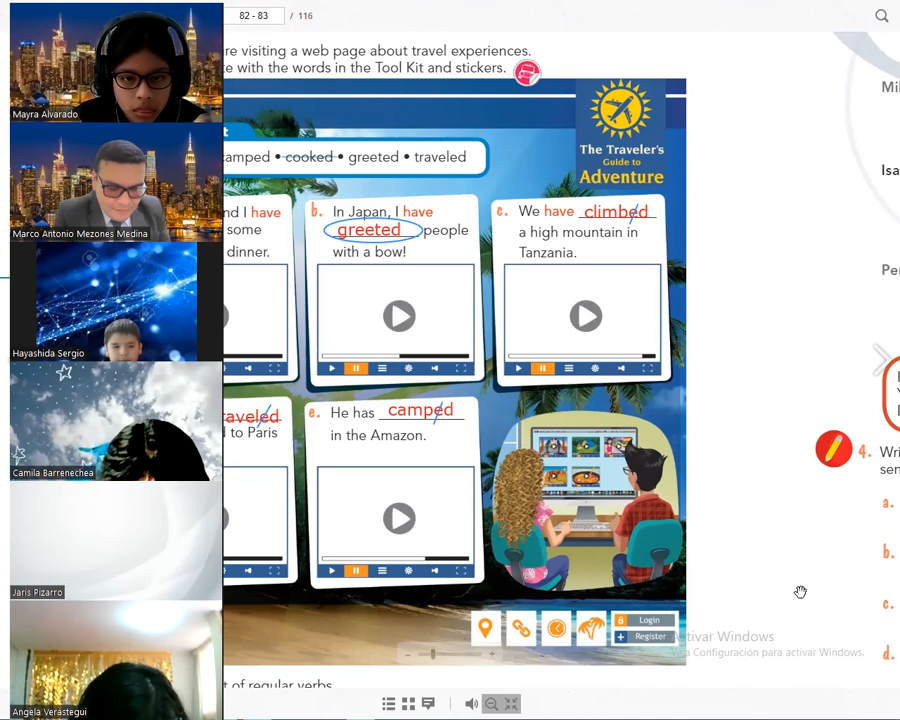 82 - 83 / 116
re visiting a web page about travel experiences.
te with the words in the Tool Kit and stickers.
amped • cooked • greeted • traveled
The Traveler's
Guide to
Adventure
nd I have
some
dinner.
b. In Japan, I have
greeted people
with a bow!
c. We have climbed
a high mountain in
Tanzania.
raveled
d to Paris
e. He has camped
in the Amazon.
Login
Register
t of regular verbs
Mayra Alvarado
Marco Antonio Mezones Medina
Hayashida Sergio
Camila Barrenechea
Jaris Pizarro
Angela Verástegui
Mil
Isa
Per
4. Wri
sen
a.
b.
c.
d.
Activar Windows
Configuración para activar Windows.